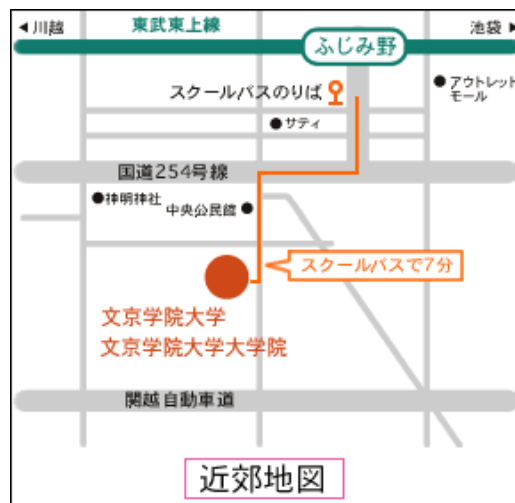 ◀川越
東武東上線
池袋▶
ふじみ野
スクールバスのりば
●アウトレット
モール
●サティ
国道254号線
●神明神社
中央公民館●
スクールバスで7分
文京学院大学
文京学院大学大学院
関越自動車道
近郊地図